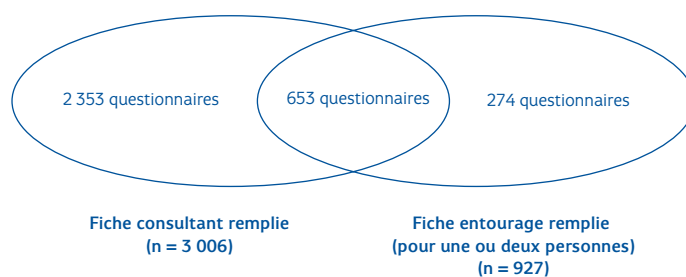 2 353 questionnaires
653 questionnaires
274 questionnaires
Fiche consultant remplie
(n = 3 006)
Fiche entourage remplie
(pour une ou deux personnes)
(n = 927)